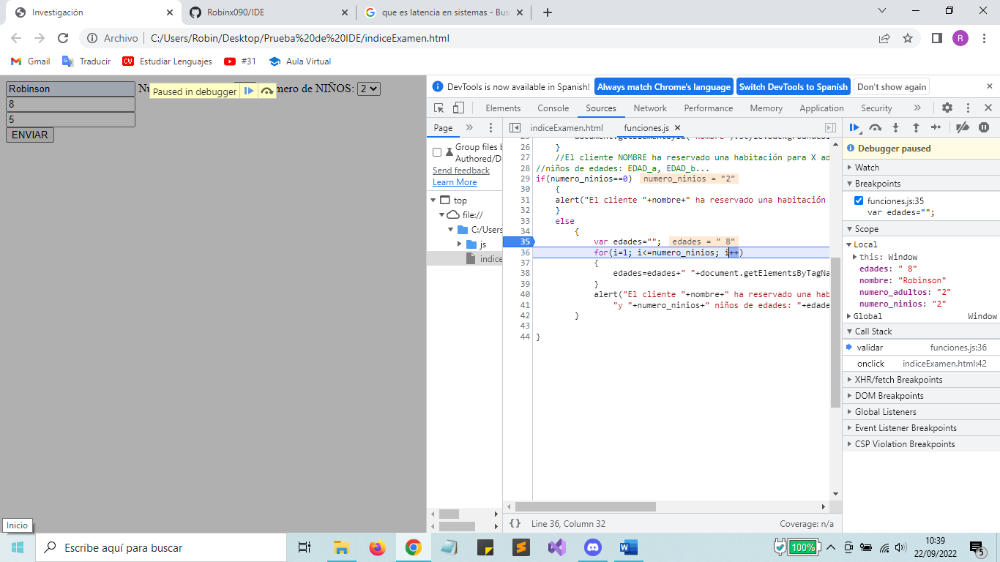 Investigación
Robinx090/IDE
que es latencia en sistemas - Bus
Archivo C:/Users/Robin/Desktop/Prueba%20de%20IDE/indiceExamen.html
R
Gmail Traducir Estudiar Lenguajes #31 Aula Virtual
Robinson
Paused in debugger
mero de NIÑOS: 2
8
5
ENVIAR
DevTools is now available in Spanish! Always match Chrome's language Switch DevTools to Spanish Don't show again
Elements Console Sources Network Performance Memory Application Security
Page
indiceExamen.html funciones.js
Group files b
Authored/De
Send feedback
Learn More
top
file://
C:/Users
js
indice
26 }
27 //El cliente NOMBRE ha reservado una habitación para X ad
28 //niños de edades: EDAD_a, EDAD_b...
29 if(numero_ninios==0) numero_ninios = "2"
30 {
31 alert("El cliente "+nombre+" ha reservado una habitación
32 }
33 else
34 {
35 var edades=""; edades = " 8"
36 for(i=1; i<=numero_ninios; i++)
37 {
38 edades=edades+" "+document.getElementsByTagNa
39 }
40 alert("El cliente "+nombre+" ha reservado una hab
41 "y "+numero_ninios+" niños de edades: "+edade
42 }
43
44 }
{} Line 36, Column 32 Coverage: n/a
Debugger paused
Watch
Breakpoints
funciones.js:35
var edades="";
Scope
Local
this: Window
edades: " 8"
nombre: "Robinson"
numero_adultos: "2"
numero_ninios: "2"
Global Window
Call Stack
validar funciones.js:36
onclick indiceExamen.html:42
XHR/fetch Breakpoints
DOM Breakpoints
Global Listeners
Event Listener Breakpoints
CSP Violation Breakpoints
Inicio
Escribe aquí para buscar
100%
10:39
22/09/2022
5